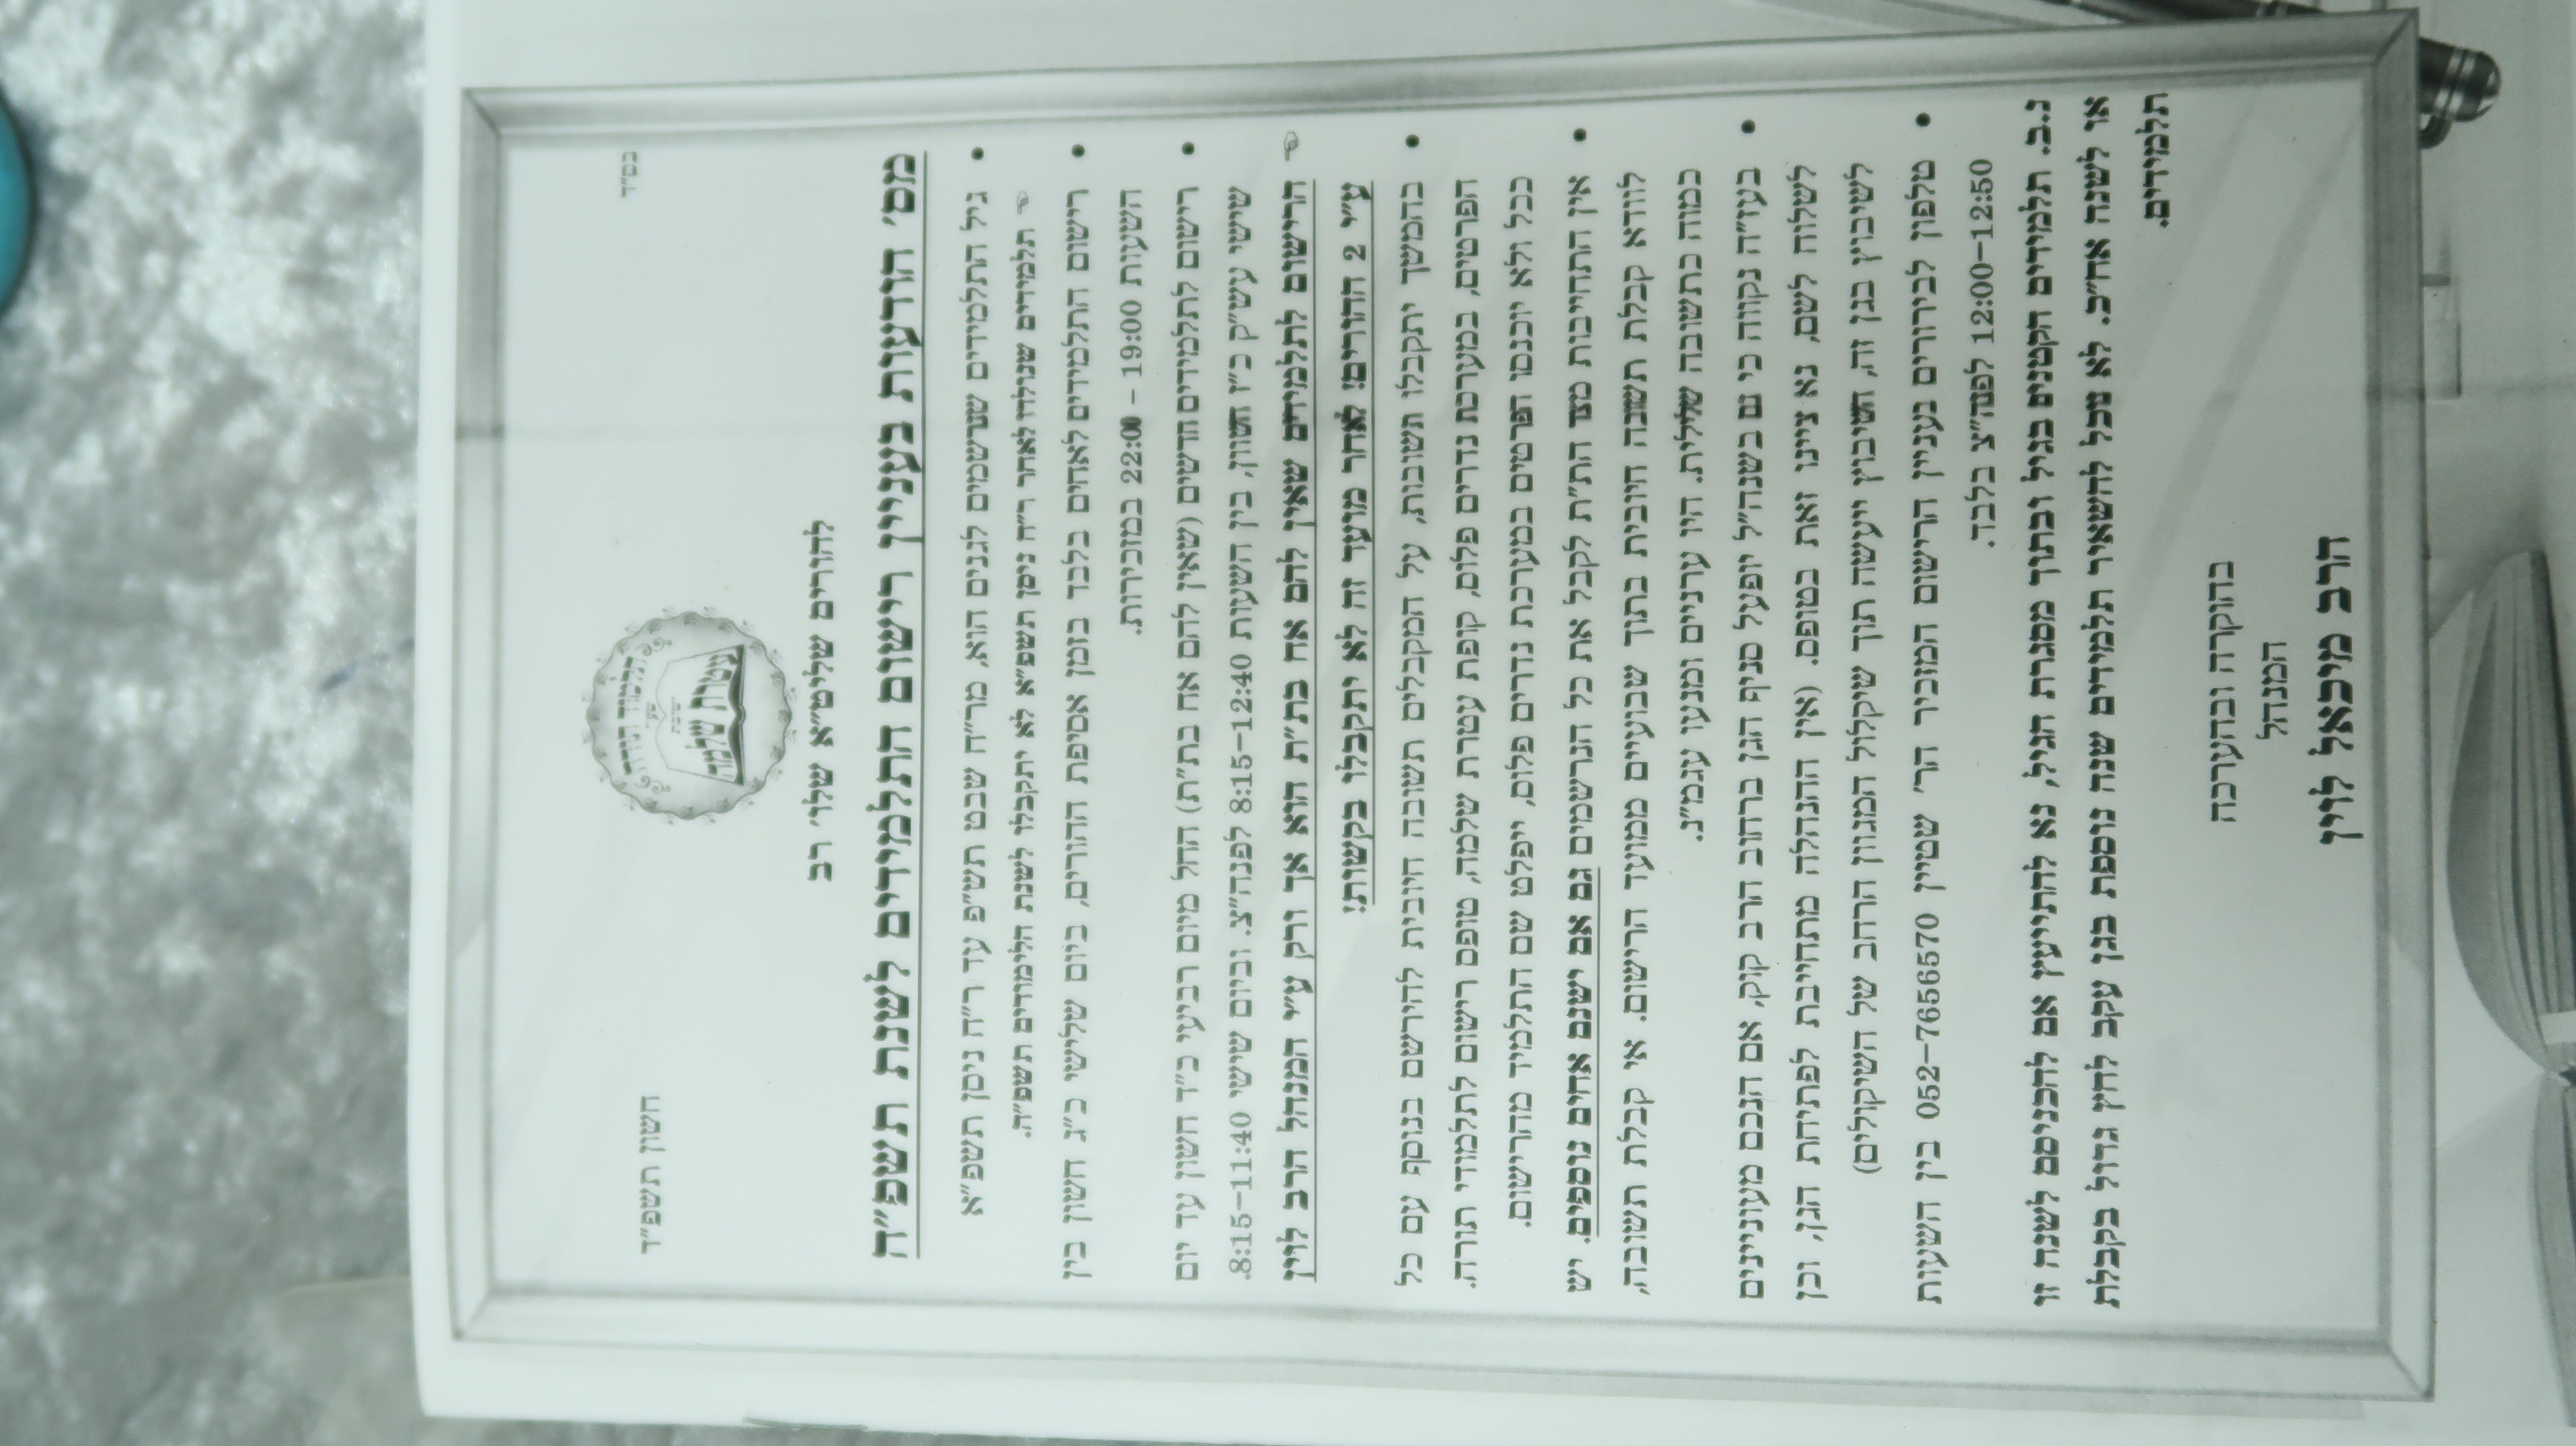 בס"ד
חשון תשפ"ד
תלמוד תורה
שע"י
ישיבת
עטרת שלמה
להורים שליט"א שלו' רב
מס' הודעות בעניין רישום התלמידים לשנת תשפ"ה
• גיל התלמידים שנרשמים לגנים הוא, מר"ח שבט תש"פ עד ר"ח ניסן תשפ"א
☜ תלמידים שנולדו לאחר ר"ח ניסן תשפ"א לא יתקבלו לשנת הלימודים תשפ"ה.
• רישום התלמידים לאחים בלבד בזמן אסיפת ההורים, ביום שלישי כ"ג חשון בין
השעות 19:00 – 22:00 במזכירות.
• רישום לתלמידים חדשים (שאין להם אח בת"ת) החל מיום רביעי כ"ד חשון עד יום
שישי עש"ק כ"ז חשוון, בין השעות 8:15–12:40 לפנה"צ. וביום שישי 8:15–11:40.
☜ הרישום לתלמידים שאין להם אח בת"ת הוא אך ורק ע"י המנהל הרב לוין
ע"י 2 ההורים! לאחר מועד זה לא יתקבלו בקשות!
• בהמשך יתקבלו תשובות, על המקבלים תשובה חיובית להירשם בנוסף עם כל
הפרטים, במערכת נדרים פלוס, קופת עטרת שלמה, טופס רישום לתלמודי תורה.
ככל ולא יוכנסו הפרטים במערכת נדרים פלוס, ייפלט שם התלמיד מהרישום.
• אין התחייבות מצד הת"ת לקבל את כל הנרשמים גם אם ישנם אחים נוספים. יש
לוודא קבלת תשובה חיובית בתוך שבועיים ממועד הרישום. אי קבלת תשובה,
כמוה כתשובה שלילית. היו ערניים ומנעו עגמ"נ.
• בעז"ה נקווה כי גם בשנה"ל יופעל סניף הגן ברחוב הרב קוק, אם הנכם מעוניינים
לשלוח לשם, נא ציינו זאת בטופס. (אין ההנהלה מתחייבת לפתיחת הגן, וכן
לשיבוץ בגן זה, השיבוץ ייעשה תוך שיקלול המגוון הרחב של השיקולים)
• טלפון לבירורים בעניין הרישום המזכיר הר' שטיין 052–7656570 בין השעות
12:00–12:50 לפנה"צ בלבד.
נ.ב. תלמידים הקטנים בגיל ובתוך מסגרת הגיל, נא להתייעץ אם להכניסם לשנה זו
או לשנה אח"כ. לא נוכל להשאיר תלמידים שנה נוספת בגן עקב לחץ גדול בקבלת
תלמידים.
בהוקרה ובהערכה
המנהל
הרב מיכאל לוין